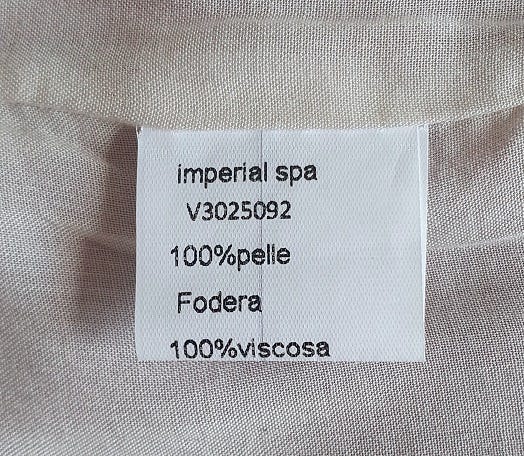 imperial spa
V3025092
100%pelle
Fodera
100%viscosa